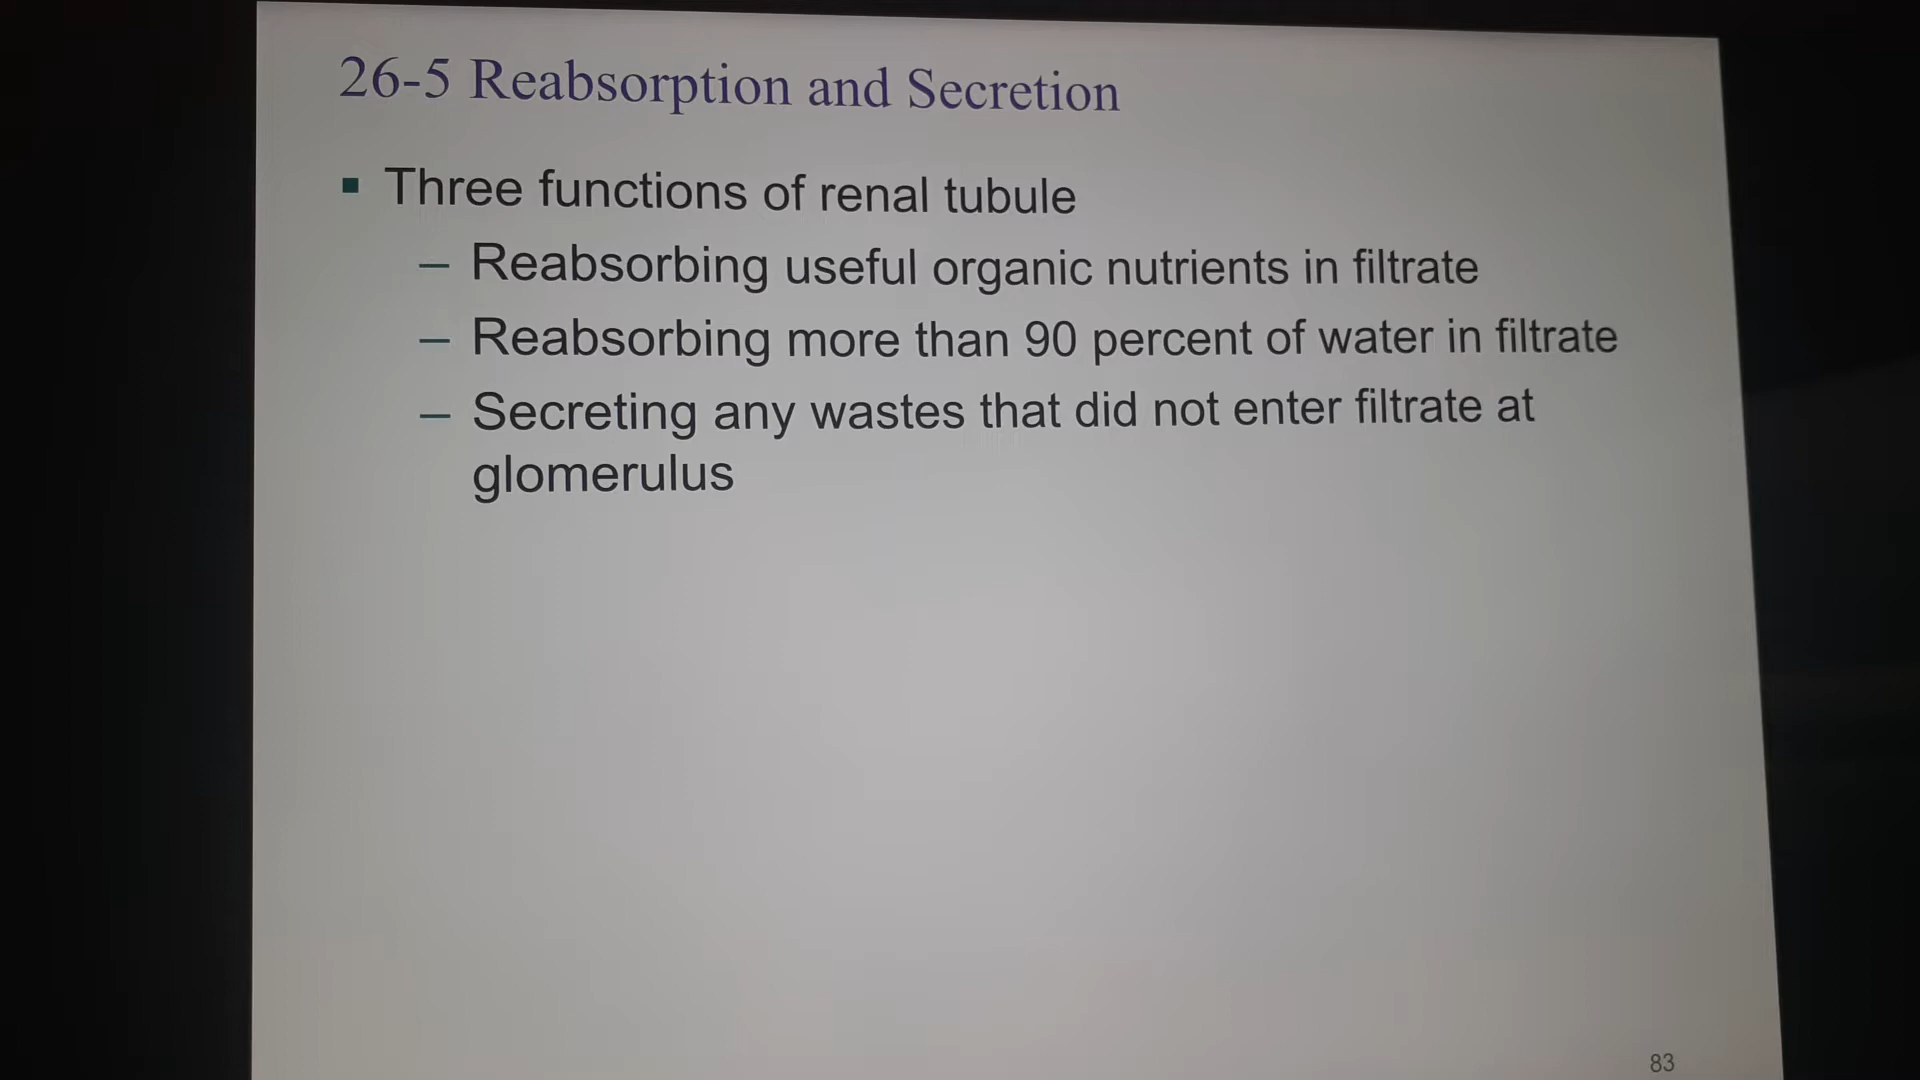 26-5 Reabsorption and Secretion
▪ Three functions of renal tubule
– Reabsorbing useful organic nutrients in filtrate
– Reabsorbing more than 90 percent of water in filtrate
– Secreting any wastes that did not enter filtrate at
glomerulus
83